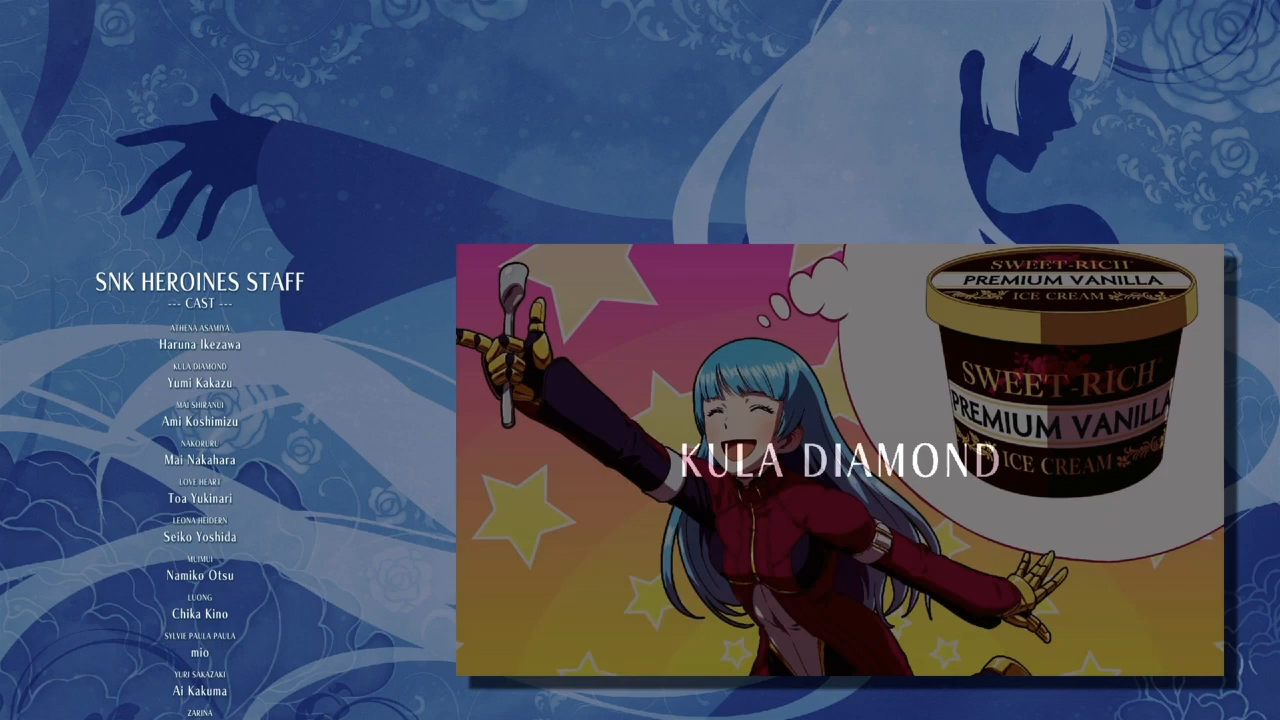 SNK HEROINES STAFF
--- CAST ---
ATHENA ASAMIYA
Haruna Ikezawa
KULA DIAMOND
Yumi Kakazu
MAI SHIRANUI
Ami Koshimizu
NAKORURU
Mai Nakahara
LOVE HEART
Toa Yukinari
LEONA HEIDERN
Seiko Yoshida
MUIMUI
Namiko Otsu
LUONG
Chika Kino
SYLVIE PAULA PAULA
mio
YURI SAKAZAKI
Ai Kakuma
ZARINA
SWEET-RICH
PREMIUM VANILLA
ICE CREAM
SWEET-RICH
PREMIUM VANILLA
ICE CREAM
KULA DIAMOND